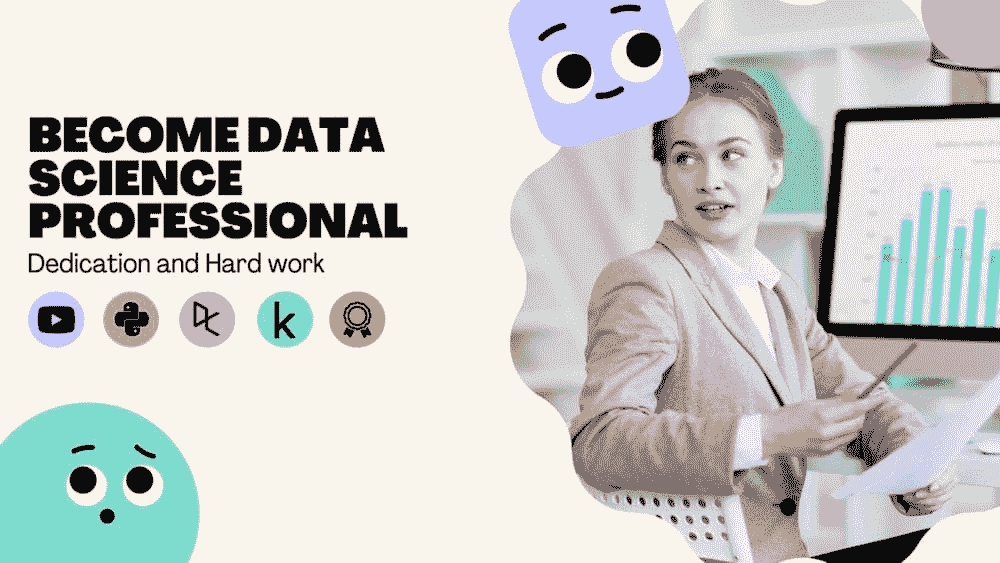 BECOME DATA
SCIENCE
PROFESSIONAL
Dedication and Hard work
k